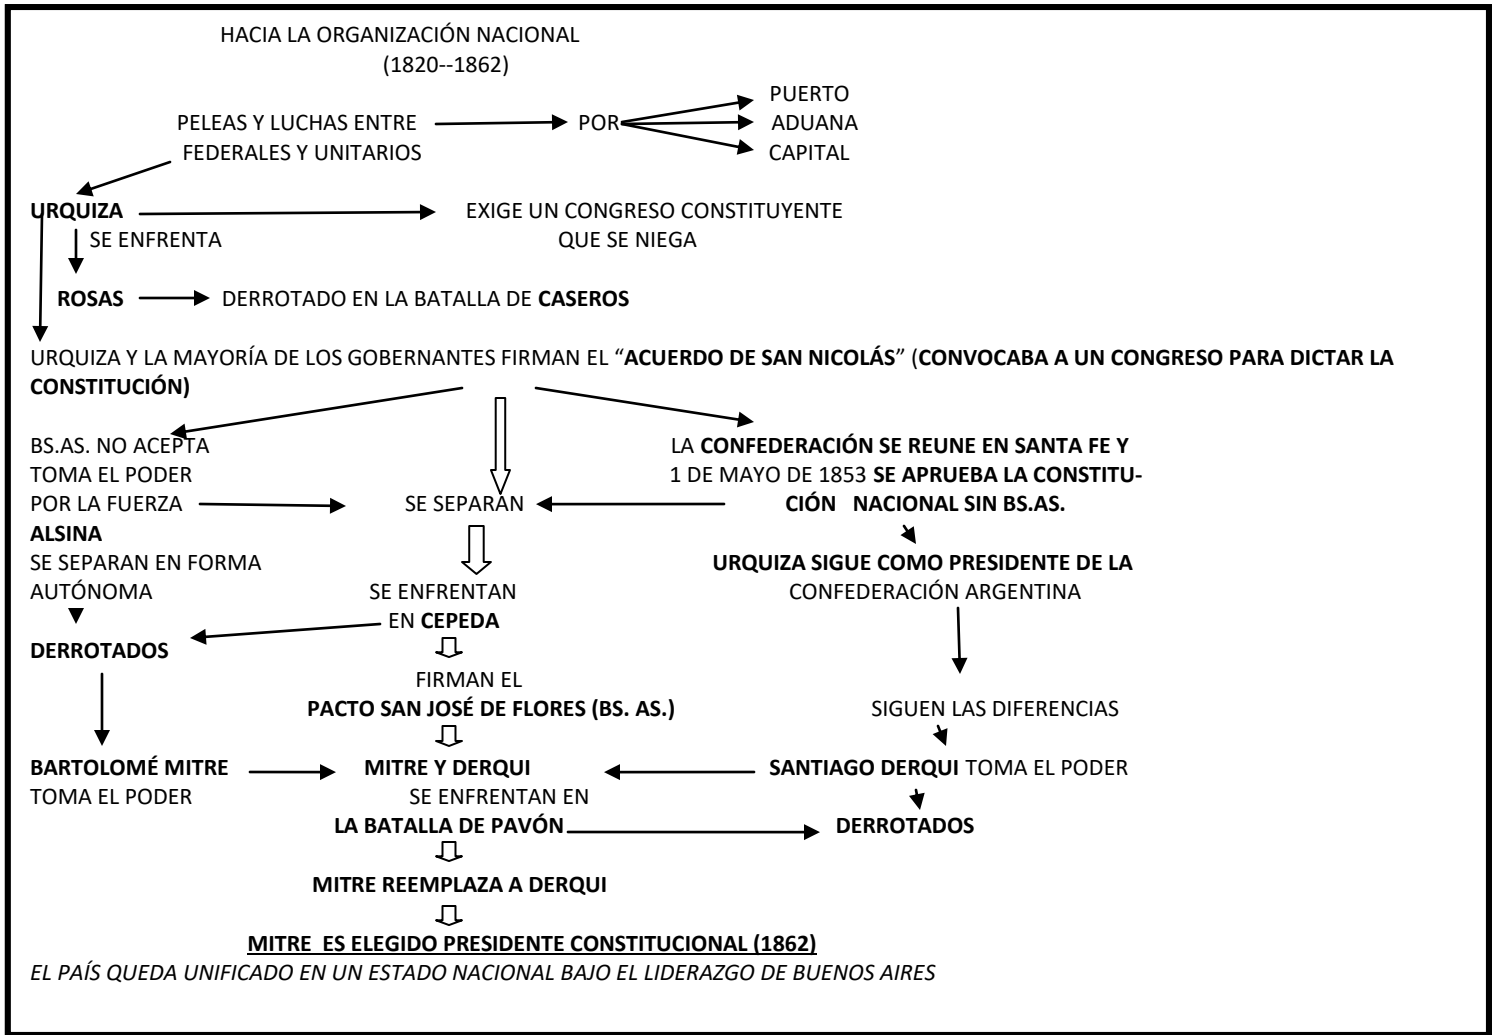 HACIA LA ORGANIZACIÓN NACIONAL
(1820--1862)
PUERTO
PELEAS Y LUCHAS ENTRE POR ADUANA
FEDERALES Y UNITARIOS CAPITAL
URQUIZA EXIGE UN CONGRESO CONSTITUYENTE
SE ENFRENTA QUE SE NIEGA
ROSAS DERROTADO EN LA BATALLA DE CASEROS
URQUIZA Y LA MAYORÍA DE LOS GOBERNANTES FIRMAN EL “ACUERDO DE SAN NICOLÁS” (CONVOCABA A UN CONGRESO PARA DICTAR LA
CONSTITUCIÓN)
BS.AS. NO ACEPTA LA CONFEDERACIÓN SE REUNE EN SANTA FE Y
TOMA EL PODER 1 DE MAYO DE 1853 SE APRUEBA LA CONSTITU-
POR LA FUERZA SE SEPARAN CIÓN NACIONAL SIN BS.AS.
ALSINA
SE SEPARAN EN FORMA URQUIZA SIGUE COMO PRESIDENTE DE LA
AUTÓNOMA SE ENFRENTAN CONFEDERACIÓN ARGENTINA
EN CEPEDA
DERROTADOS
FIRMAN EL
PACTO SAN JOSÉ DE FLORES (BS. AS.) SIGUEN LAS DIFERENCIAS
BARTOLOMÉ MITRE MITRE Y DERQUI SANTIAGO DERQUI TOMA EL PODER
TOMA EL PODER SE ENFRENTAN EN
LA BATALLA DE PAVÓN DERROTADOS
MITRE REEMPLAZA A DERQUI
MITRE ES ELEGIDO PRESIDENTE CONSTITUCIONAL (1862)
EL PAÍS QUEDA UNIFICADO EN UN ESTADO NACIONAL BAJO EL LIDERAZGO DE BUENOS AIRES